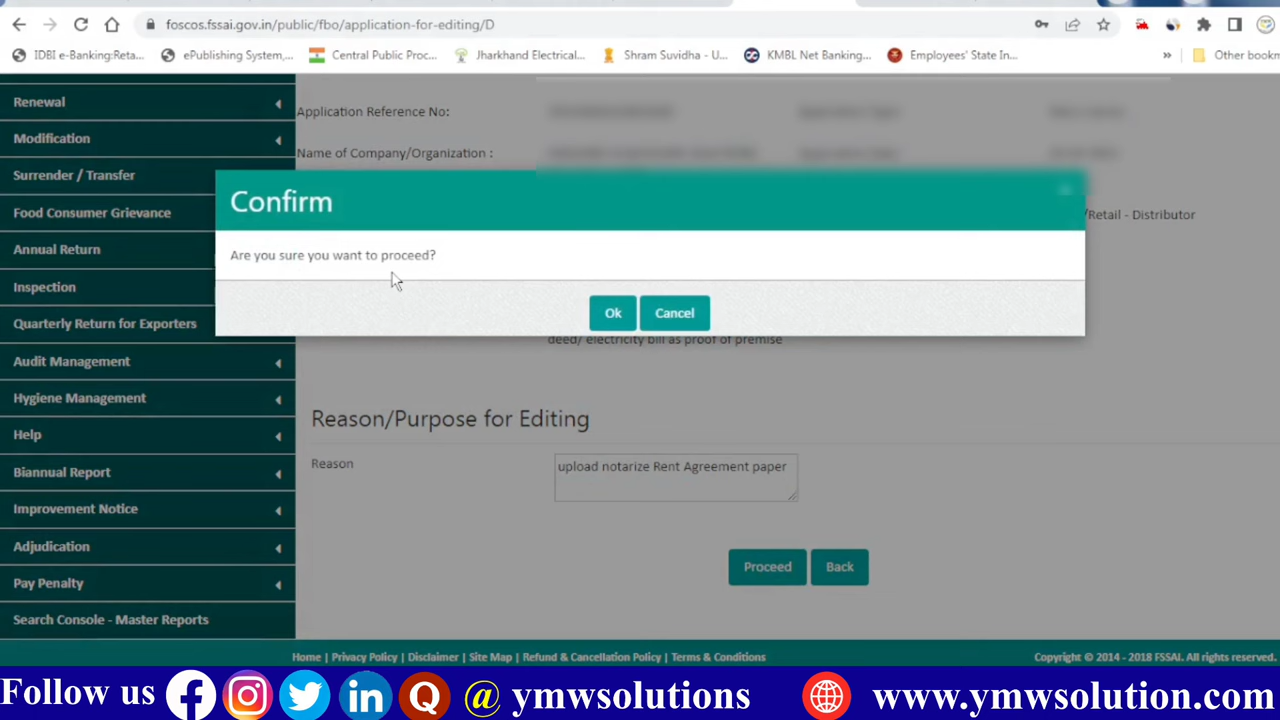 foscos.fssai.gov.in/public/fbo/application-for-editing/D
IDBI e-Banking:Reta... ePublishing System,... Central Public Proc... Jharkhand Electrical... Shram Suvidha - U... KMBL Net Banking... Employees' State In... » Other bookm
Renewal
Modification
Surrender / Transfer
Food Consumer Grievance
Annual Return
Inspection
Quarterly Return for Exporters
Audit Management
Hygiene Management
Help
Biannual Report
Improvement Notice
Adjudication
Pay Penalty
Search Console - Master Reports
Application Reference No:
Name of Company/Organization :
/Retail - Distributor
Confirm
Are you sure you want to proceed?
Ok Cancel
deed/ electricity bill as proof of premise
Reason/Purpose for Editing
Reason upload notarize Rent Agreement paper
Proceed Back
Home | Privacy Policy | Disclaimer | Site Map | Refund & Cancellation Policy | Terms & Conditions Copyright © 2014 - 2018 FSSAI. All rights reserved.
Follow us @ ymwsolutions www.ymwsolution.com